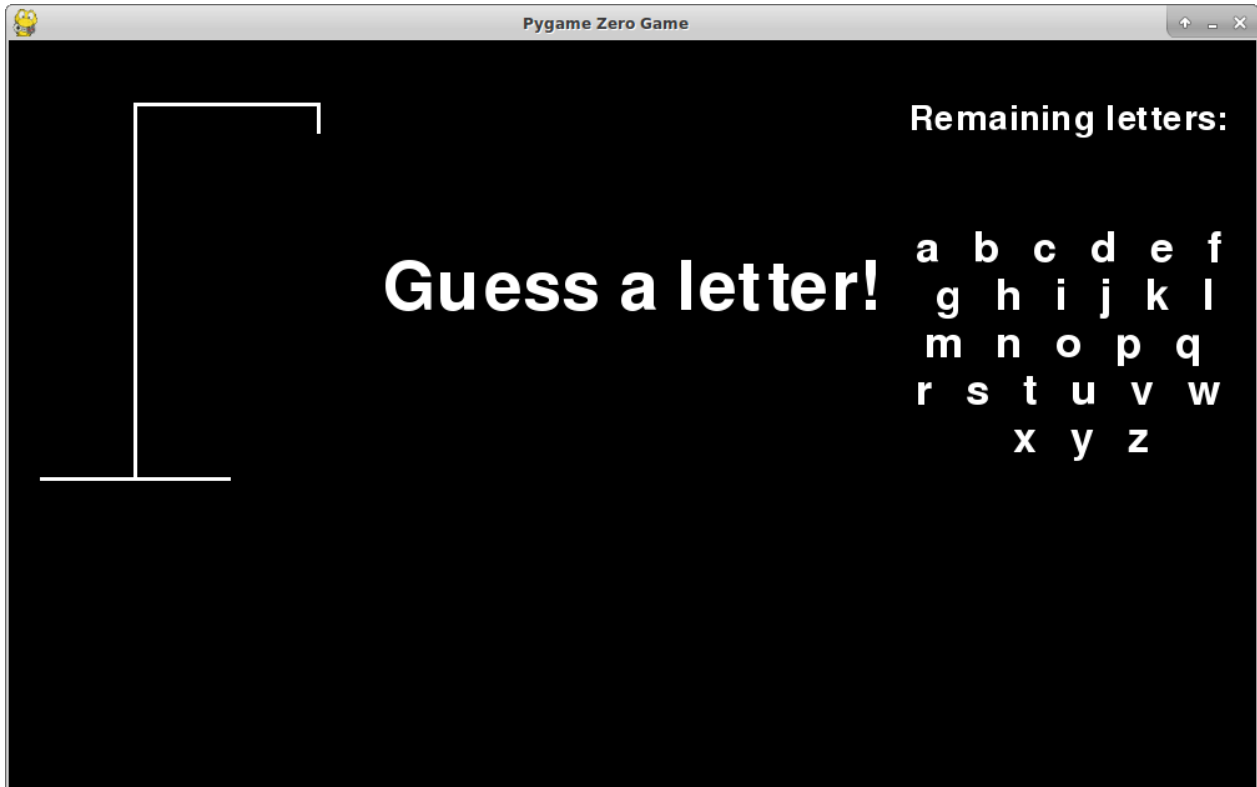 Pygame Zero Game
Remaining letters:
Guess a letter!
a b c d e f
g h i j k l
m n o p q
r s t u v w
x y z